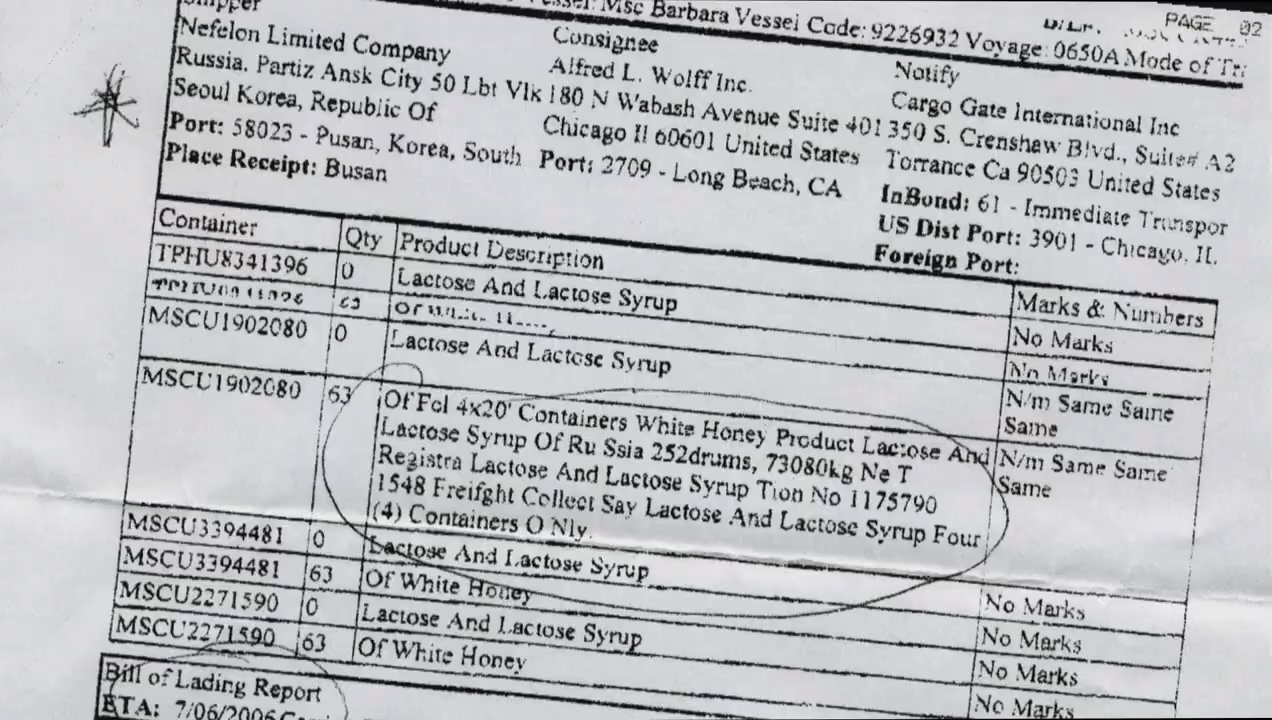 PAGE 02
Vessel: Msc Barbara Vessel Code: 9226932 Voyage: 0650A Mode of
Shipper
Nefelon Limited Company
Russia. Partiz Ansk City 50 Lbt Vlk
Seoul Korea, Republic Of
Port: 58023 - Pusan, Korea, South
Place Receipt: Busan
Consignee
Alfred L. Wolff Inc.
180 N Wabash Avenue Suite 401
Chicago Il 60601 United States
Port: 2709 - Long Beach, CA
Notify
Cargo Gate International Inc
350 S. Crenshaw Blvd., Suite# A2
Torrance Ca 90503 United States
InBond: 61 - Immediate Transpor
US Dist Port: 3901 - Chicago, IL
Foreign Port:
Container Qty Product Description Marks & Numbers
TPHU8341396 0 Lactose And Lactose Syrup No Marks
63 Of White Honey No Marks
MSCU1902080 0 Lactose And Lactose Syrup N/m Same Same
Same
MSCU1902080 63 Of Fcl 4x20' Containers White Honey Product Lactose And N/m Same Same
Lactose Syrup Of Ru Ssia 252drums, 73080kg Ne T Same
Registra Lactose And Lactose Syrup Tion No 1175790
1548 Freifght Collect Say Lactose And Lactose Syrup Four
(4) Containers O Nly.
MSCU3394481 0 Lactose And Lactose Syrup No Marks
MSCU3394481 63 Of White Honey No Marks
MSCU2271590 0 Lactose And Lactose Syrup No Marks
MSCU2271590 63 Of White Honey No Marks
Bill of Lading Report
ETA: 7/06/2006